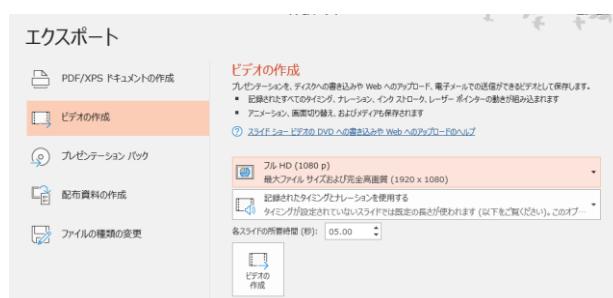 エクスポート
PDF/XPS ドキュメントの作成
ビデオの作成
プレゼンテーション パック
配布資料の作成
ファイルの種類の変更
ビデオの作成
プレゼンテーションを、ディスクへの書き込みや Web へのアップロード、電子メールでの送信ができるビデオとして保存します。
■ 記録されたすべてのタイミング、ナレーション、インク ストローク、レーザー ポインターの動きが組み込まれます
■ アニメーション、画面切り替え、およびメディアも保存されます
? スライド ショー ビデオの DVD への書き込みや Web へのアップロードのヘルプ
フル HD (1080 p)
最大ファイル サイズおよび完全高画質 (1920 x 1080)
記録されたタイミングとナレーションを使用する
タイミングが設定されていないスライドでは既定の長さが使われます (以下をご覧ください)。このオプ…
各スライドの所要時間 (秒): 05.00
ビデオの
作成